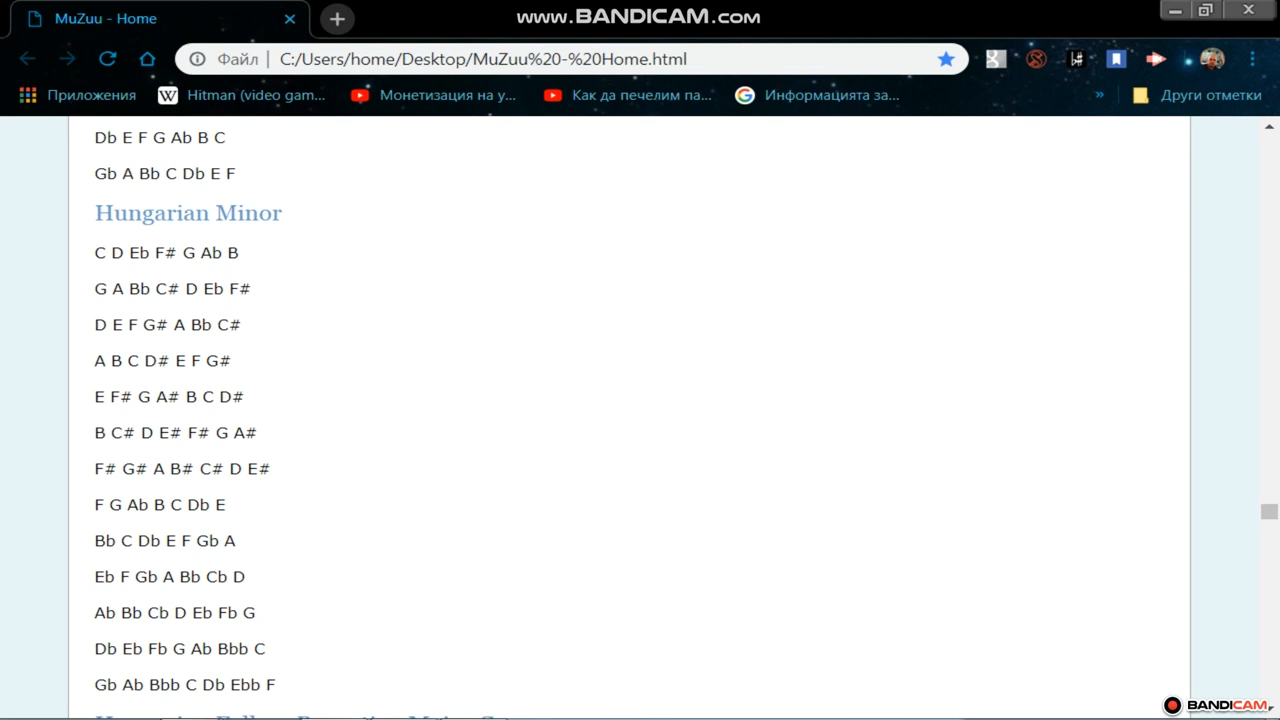 MuZuu - Home
www.BANDICAM.com
Файл
C:/Users/home/Desktop/MuZuu%20-%20Home.html
Приложения
W
Hitman (video gam...
Монетизация на у...
Как да печелим па...
G
Информацията за...
»
Други отметки
Db E F G Ab B C
Gb A Bb C Db E F
Hungarian Minor
C D Eb F# G Ab B
G A Bb C# D Eb F#
D E F G# A Bb C#
A B C D# E F G#
E F# G A# B C D#
B C# D E# F# G A#
F# G# A B# C# D E#
F G Ab B C Db E
Bb C Db E F Gb A
Eb F Gb A Bb Cb D
Ab Bb Cb D Eb Fb G
Db Eb Fb G Ab Bbb C
Gb Ab Bbb C Db Ebb F
BANDICAM